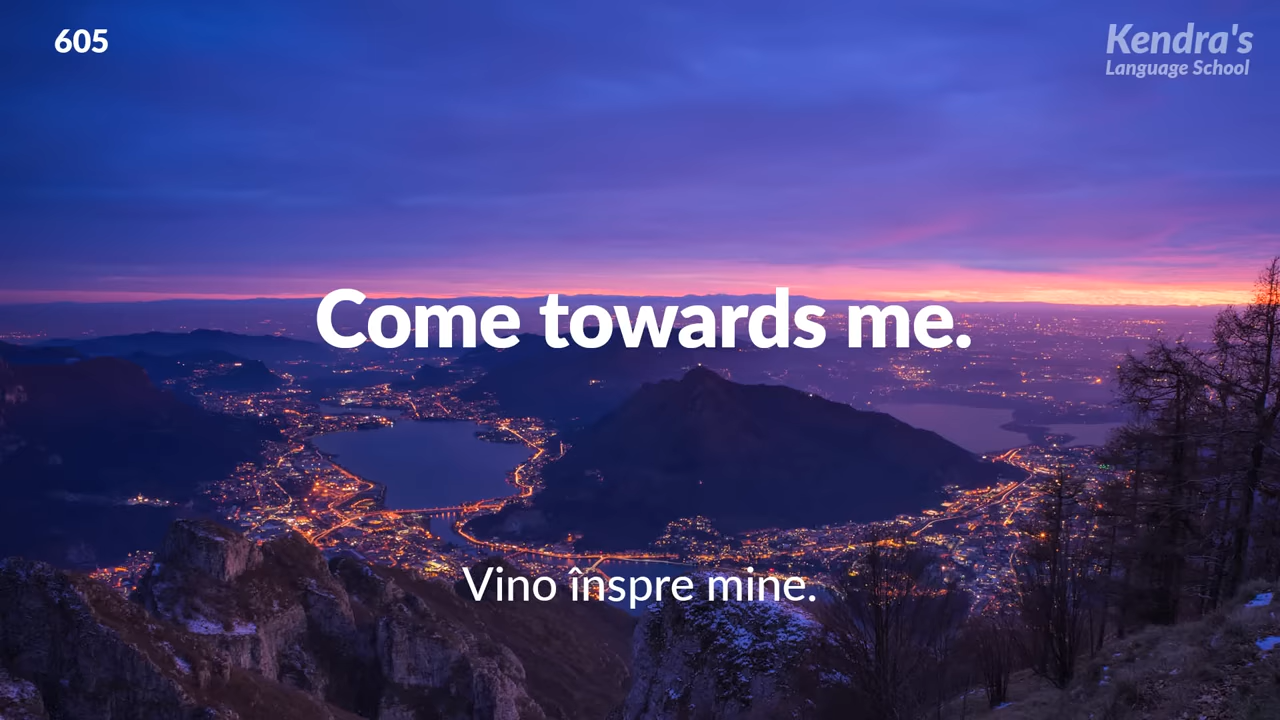 605
Kendra's
Language School
Come towards me.
Vino înspre mine.